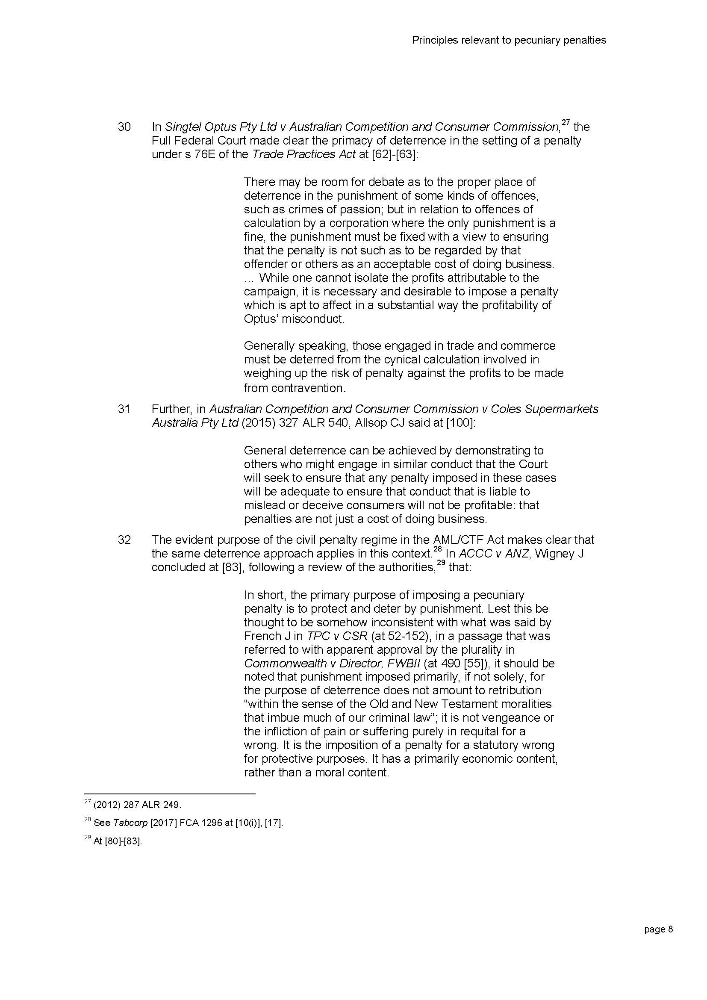 Principles relevant to pecuniary penalties
30 In Singtel Optus Pty Ltd v Australian Competition and Consumer Commission,27 the
Full Federal Court made clear the primacy of deterrence in the setting of a penalty
under s 76E of the Trade Practices Act at [62]-[63]:
There may be room for debate as to the proper place of
deterrence in the punishment of some kinds of offences,
such as crimes of passion; but in relation to offences of
calculation by a corporation where the only punishment is a
fine, the punishment must be fixed with a view to ensuring
that the penalty is not such as to be regarded by that
offender or others as an acceptable cost of doing business.
… While one cannot isolate the profits attributable to the
campaign, it is necessary and desirable to impose a penalty
which is apt to affect in a substantial way the profitability of
Optus’ misconduct.
Generally speaking, those engaged in trade and commerce
must be deterred from the cynical calculation involved in
weighing up the risk of penalty against the profits to be made
from contravention.
31 Further, in Australian Competition and Consumer Commission v Coles Supermarkets
Australia Pty Ltd (2015) 327 ALR 540, Allsop CJ said at [100]:
General deterrence can be achieved by demonstrating to
others who might engage in similar conduct that the Court
will seek to ensure that any penalty imposed in these cases
will be adequate to ensure that conduct that is liable to
mislead or deceive consumers will not be profitable: that
penalties are not just a cost of doing business.
32 The evident purpose of the civil penalty regime in the AML/CTF Act makes clear that
the same deterrence approach applies in this context.28 In ACCC v ANZ, Wigney J
concluded at [83], following a review of the authorities,29 that:
In short, the primary purpose of imposing a pecuniary
penalty is to protect and deter by punishment. Lest this be
thought to be somehow inconsistent with what was said by
French J in TPC v CSR (at 52-152), in a passage that was
referred to with apparent approval by the plurality in
Commonwealth v Director, FWBII (at 490 [55]), it should be
noted that punishment imposed primarily, if not solely, for
the purpose of deterrence does not amount to retribution
“within the sense of the Old and New Testament moralities
that imbue much of our criminal law”; it is not vengeance or
the infliction of pain or suffering purely in requital for a
wrong. It is the imposition of a penalty for a statutory wrong
for protective purposes. It has a primarily economic content,
rather than a moral content.
27 (2012) 287 ALR 249.
28 See Tabcorp [2017] FCA 1296 at [10(i)], [17].
29 At [80]-[83].
page 8